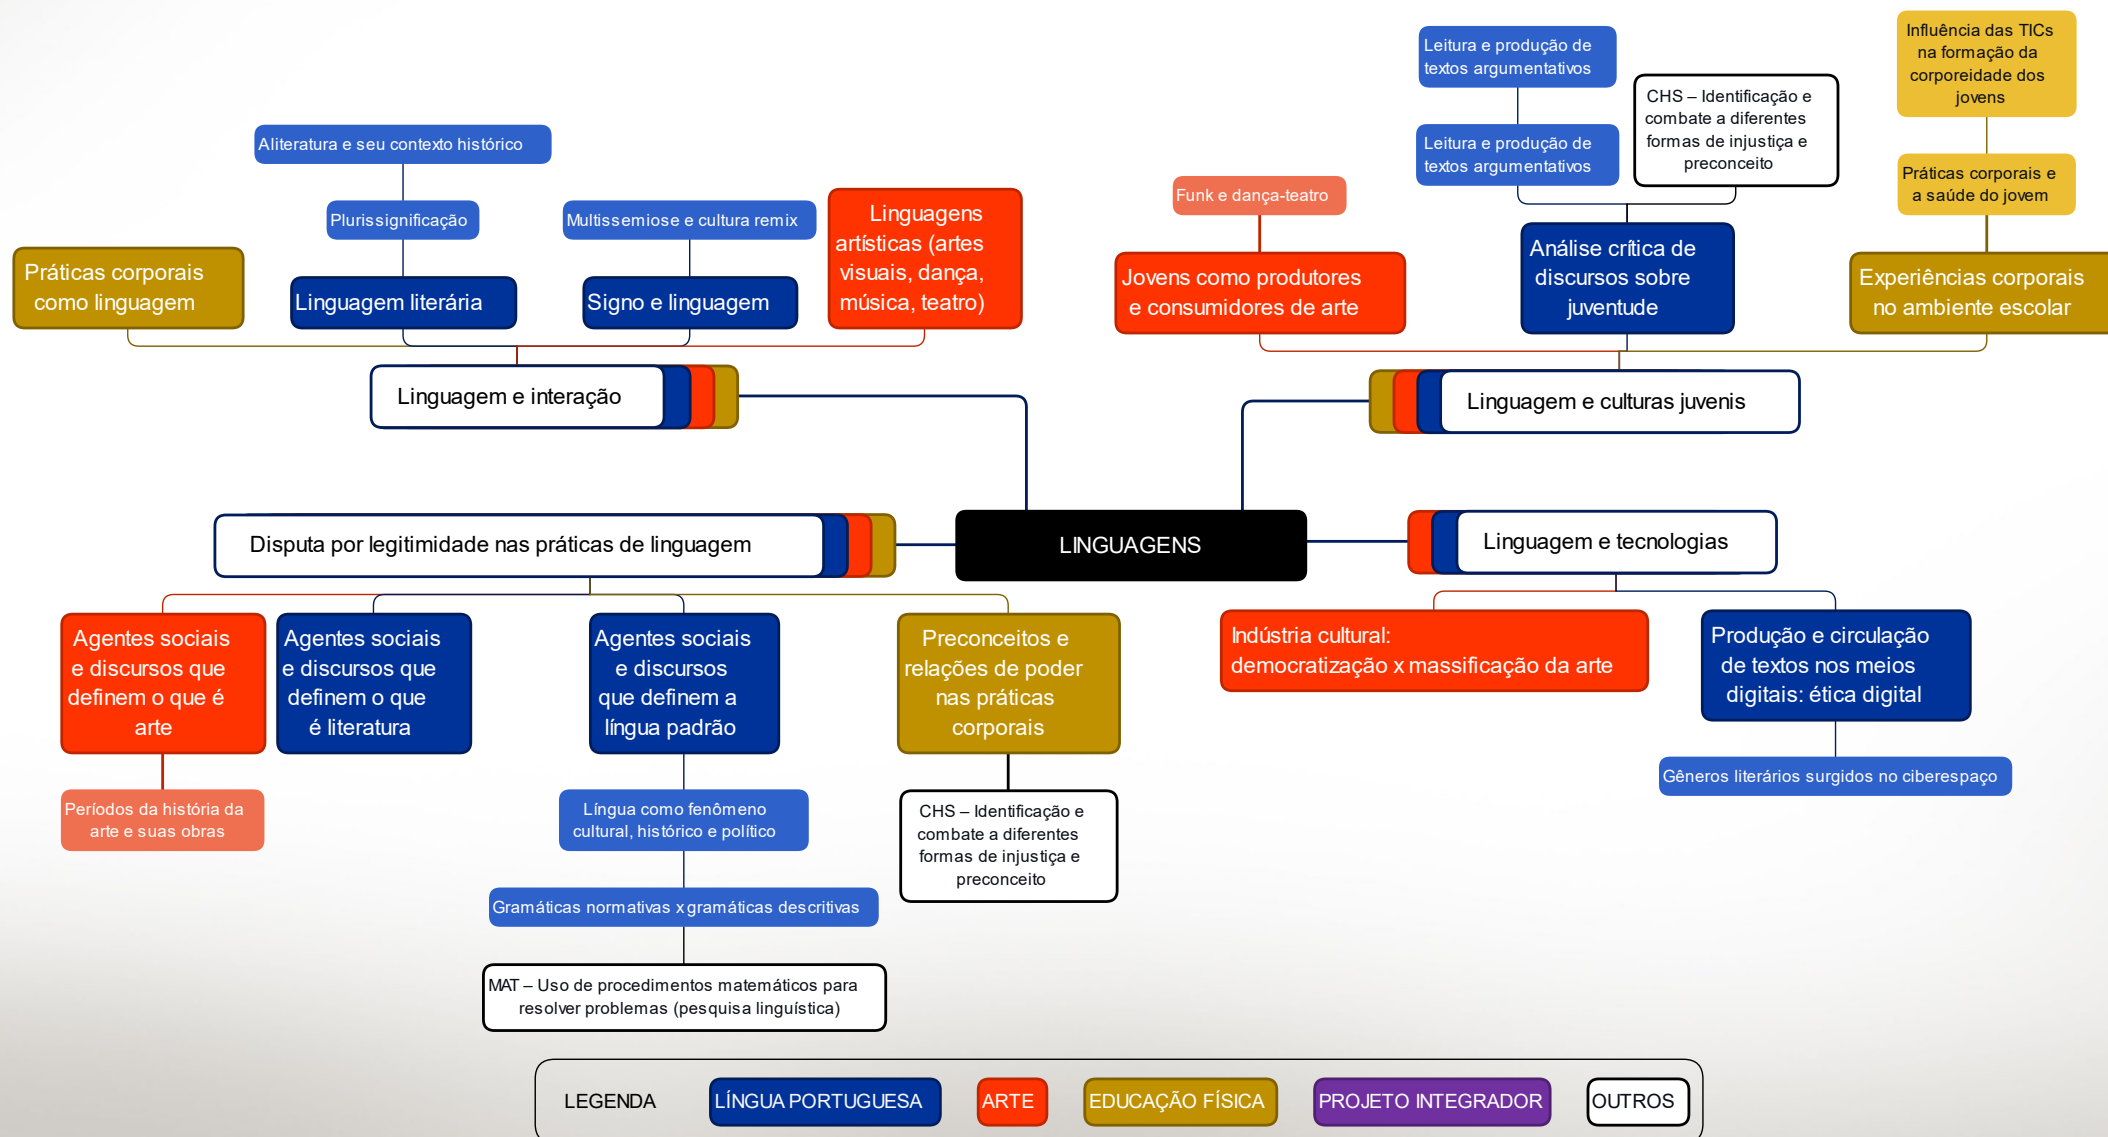 Aliteratura e seu contexto histórico
Plurissignificação
Multissemiose e cultura remix
Linguagens
artísticas (artes
visuais, dança,
música, teatro)
Práticas corporais
como linguagem
Linguagem literária
Signo e linguagem
Linguagem e interação
Leitura e produção de
textos argumentativos
Leitura e produção de
textos argumentativos
CHS – Identificação e
combate a diferentes
formas de injustiça e
preconceito
Influência das TICs
na formação da
corporeidade dos
jovens
Práticas corporais e
a saúde do jovem
Funk e dança-teatro
Jovens como produtores
e consumidores de arte
Análise crítica de
discursos sobre
juventude
Experiências corporais
no ambiente escolar
Linguagem e culturas juvenis
Disputa por legitimidade nas práticas de linguagem
LINGUAGENS
Linguagem e tecnologias
Agentes sociais
e discursos que
definem o que é
arte
Agentes sociais
e discursos que
definem o que
é literatura
Agentes sociais
e discursos
que definem a
língua padrão
Preconceitos e
relações de poder
nas práticas
corporais
Indústria cultural:
democratização x massificação da arte
Produção e circulação
de textos nos meios
digitais: ética digital
Gêneros literários surgidos no ciberespaço
Períodos da história da
arte e suas obras
Língua como fenômeno
cultural, histórico e político
CHS – Identificação e
combate a diferentes
formas de injustiça e
preconceito
Gramáticas normativas x gramáticas descritivas
MAT – Uso de procedimentos matemáticos para
resolver problemas (pesquisa linguística)
LEGENDA
LÍNGUA PORTUGUESA
ARTE
EDUCAÇÃO FÍSICA
PROJETO INTEGRADOR
OUTROS